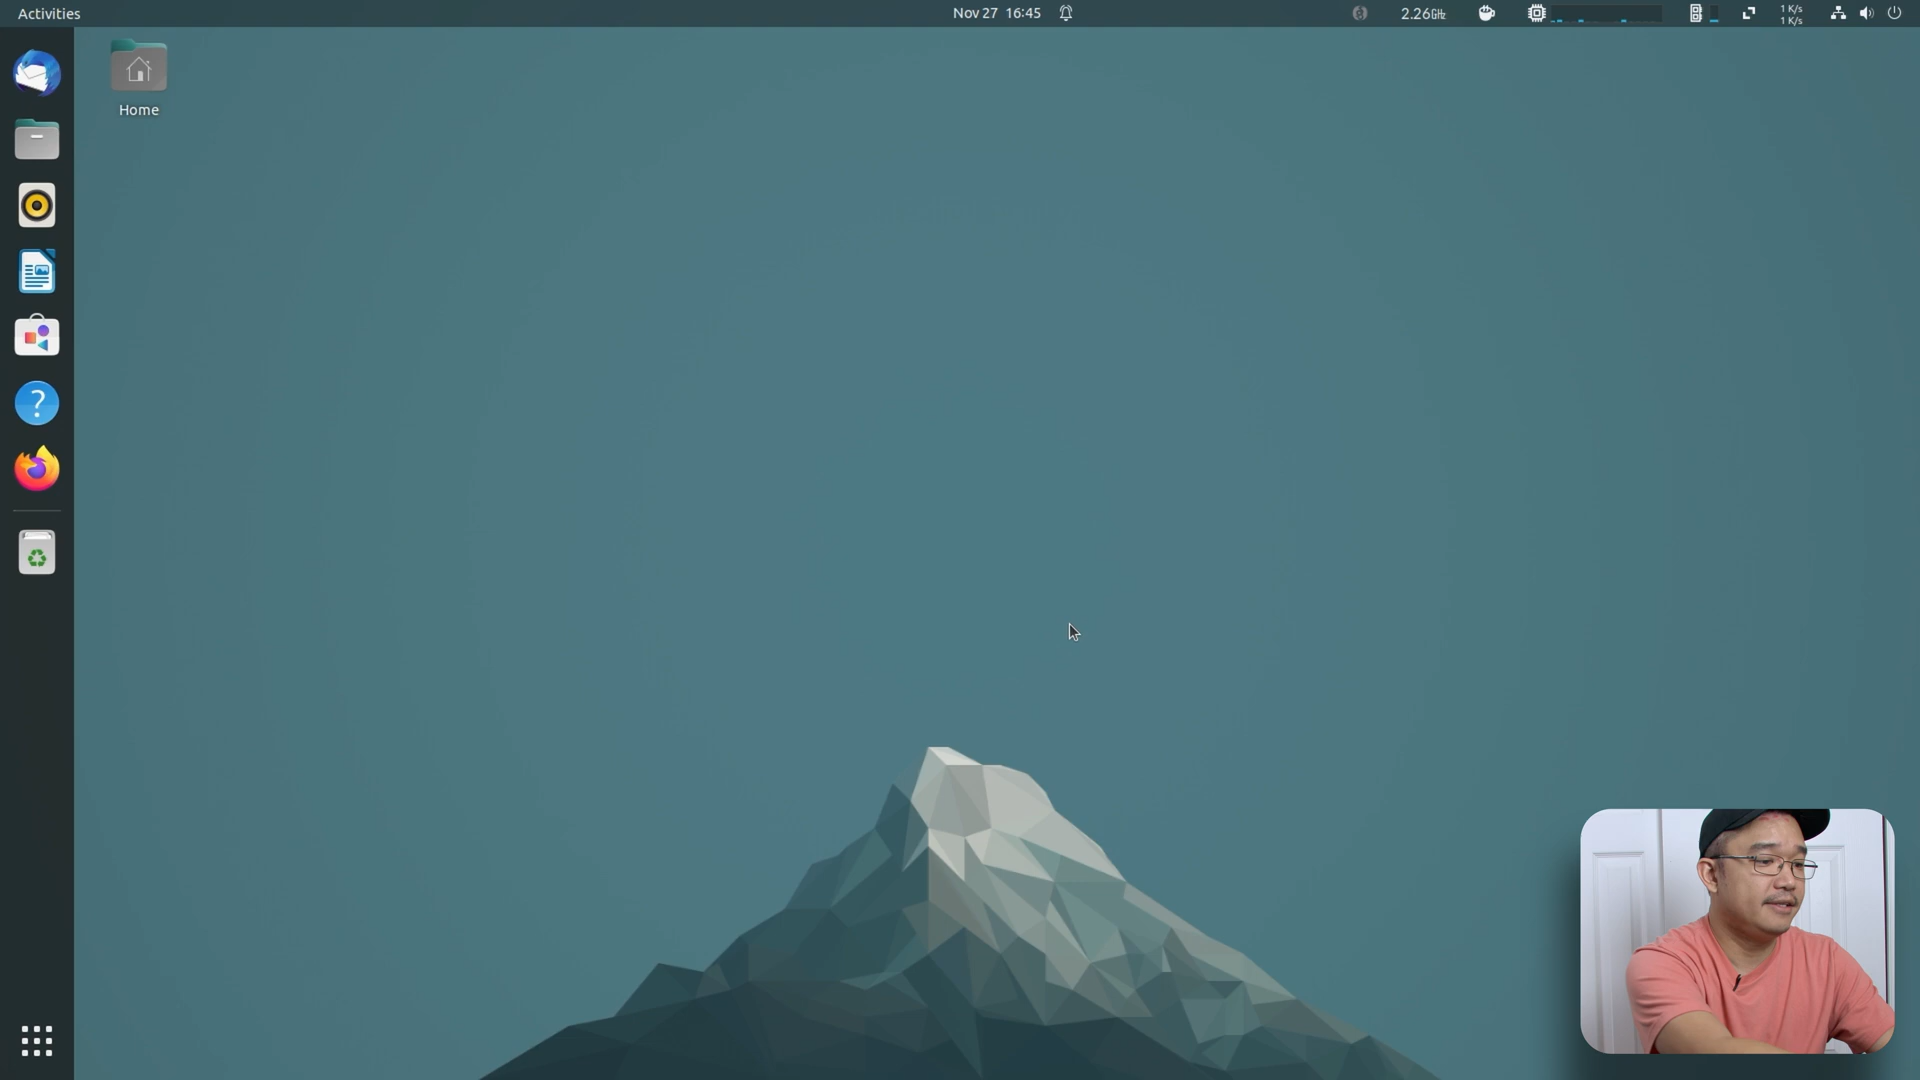 Activities
Nov 27 16:45
2.26GHz
1 K/s
1 K/s
Home
?